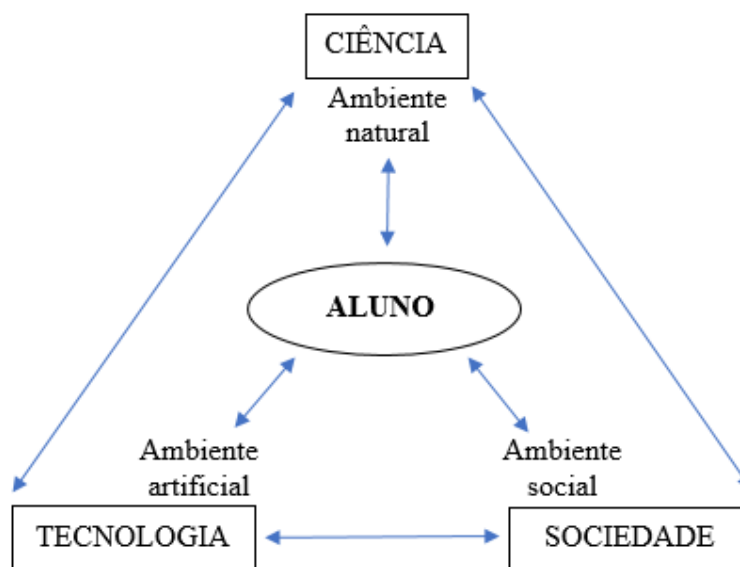 CIÊNCIA
Ambiente
natural
ALUNO
Ambiente
artificial
Ambiente
social
TECNOLOGIA
SOCIEDADE